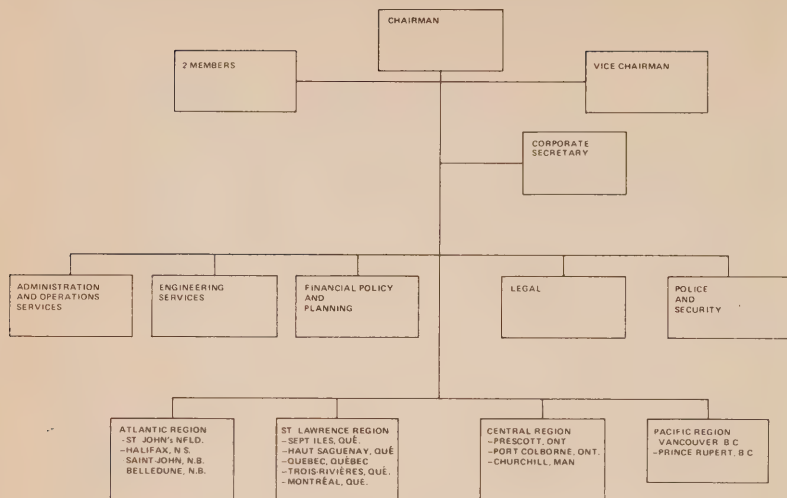 CHAIRMAN
2 MEMBERS
VICE CHAIRMAN
CORPORATE
SECRETARY
ADMINISTRATION
AND OPERATIONS
SERVICES
ENGINEERING
SERVICES
FINANCIAL POLICY
AND
PLANNING
LEGAL
POLICE
AND
SECURITY
ATLANTIC REGION
-ST JOHN's NFLD.
-HALIFAX, N S.
SAINT JOHN, N.B.
BELLEDUNE, N.B.
ST LAWRENCE REGION
-SEPT ILES, QUÉ.
-HAUT SAGUENAY, QUÉ
-QUEBEC, QUÉBEC
-TROIS-RIVIÈRES, QUÉ.
-MONTRÉAL, QUÉ.
CENTRAL REGION
-PRESCOTT, ONT
-PORT COLBORNE, ONT.
-CHURCHILL, MAN
PACIFIC REGION
VANCOUVER B C
-PRINCE RUPERT, B C